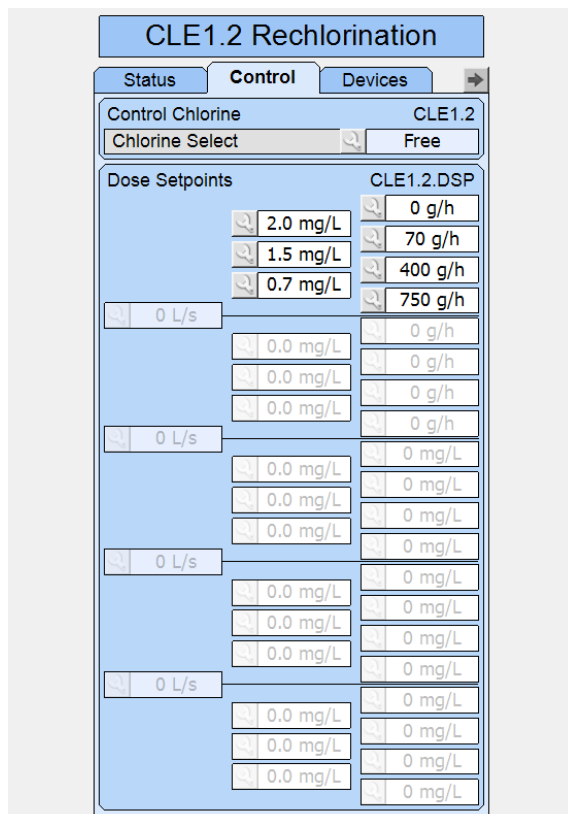 CLE1.2 Rechlorination
Status Control Devices
Control Chlorine CLE1.2
Chlorine Select Free
Dose Setpoints CLE1.2.DSP
0 g/h
2.0 mg/L
70 g/h
1.5 mg/L
400 g/h
0.7 mg/L
750 g/h
0 L/s
0 g/h
0.0 mg/L
0 g/h
0.0 mg/L
0 g/h
0.0 mg/L
0 g/h
0 L/s
0 mg/L
0.0 mg/L
0 mg/L
0.0 mg/L
0 mg/L
0.0 mg/L
0 mg/L
0 L/s
0 mg/L
0.0 mg/L
0 mg/L
0.0 mg/L
0 mg/L
0.0 mg/L
0 mg/L
0 L/s
0 mg/L
0.0 mg/L
0 mg/L
0.0 mg/L
0 mg/L
0.0 mg/L
0 mg/L